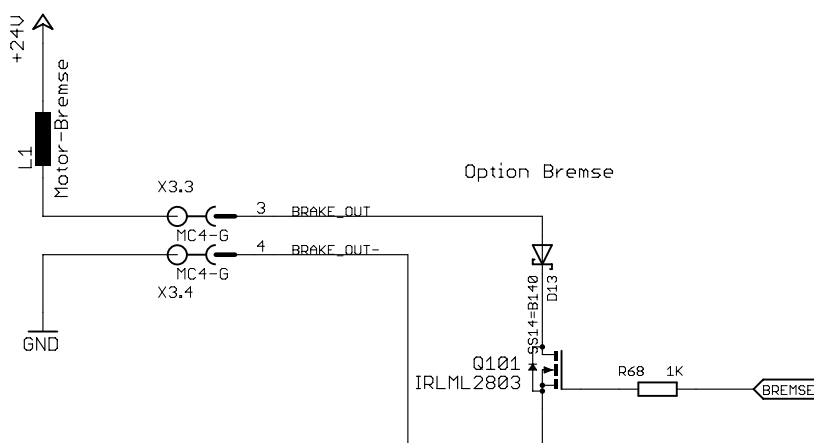 +24V
L1
Motor-Bremse
X3.3
MC4-G
3
BRAKE_OUT
4
BRAKE_OUT-
MC4-G
X3.4
GND
Option Bremse
D13
SS14=B140
Q101
IRLML2803
R68
1K
BREMSE